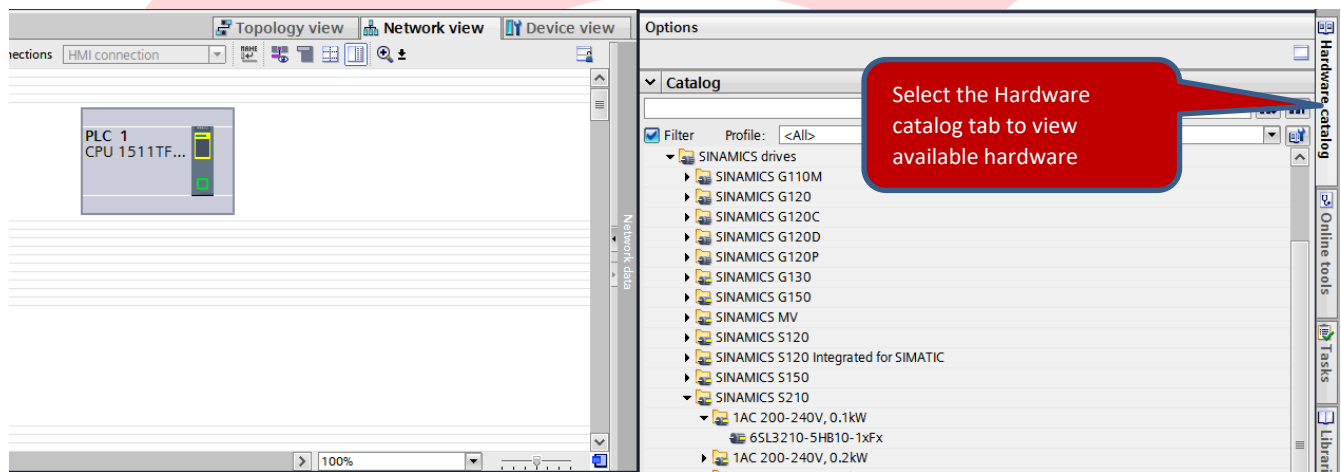 Topology view
Network view
Device view
Options
nections
HMI connection
Catalog
Select the Hardware
catalog tab to view
available hardware
Filter
Profile:
<All>
PLC 1
CPU 1511TF...
SINAMICS drives
SINAMICS G110M
SINAMICS G120
SINAMICS G120C
SINAMICS G120D
SINAMICS G120P
SINAMICS G130
SINAMICS G150
SINAMICS MV
SINAMICS S120
SINAMICS S120 Integrated for SIMATIC
SINAMICS S150
SINAMICS S210
1AC 200-240V, 0.1kW
6SL3210-5HB10-1xFx
1AC 200-240V, 0.2kW
100%
Network data
Hardware catalog
Online tools
Tasks
Librar